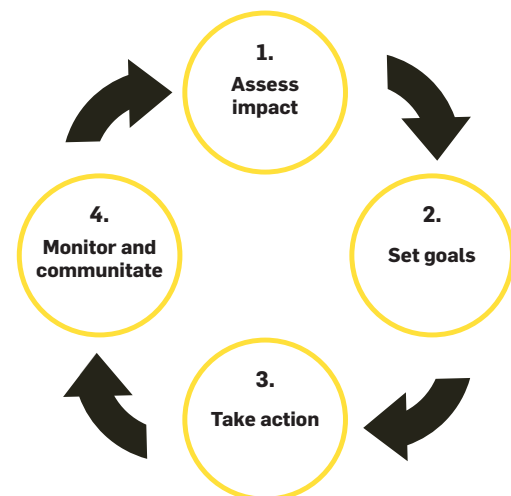 1.
Assess
impact
2.
Set goals
3.
Take action
4.
Monitor and
communitate